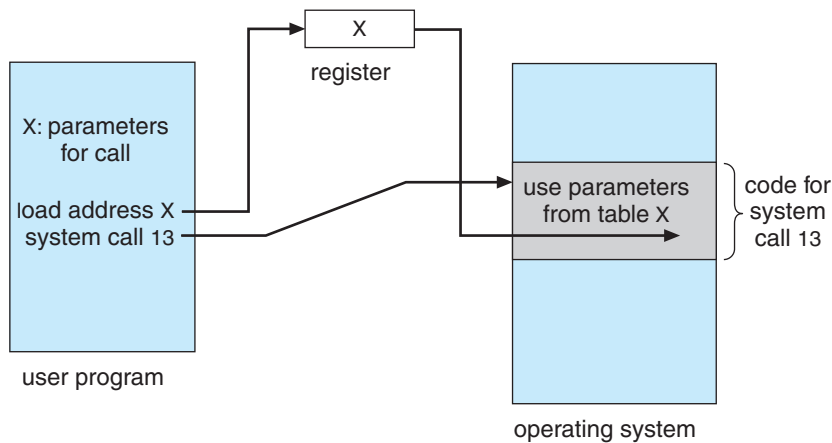 X
register
X: parameters
for call
load address X
system call 13
user program
use parameters
from table X
code for
system
call 13
operating system